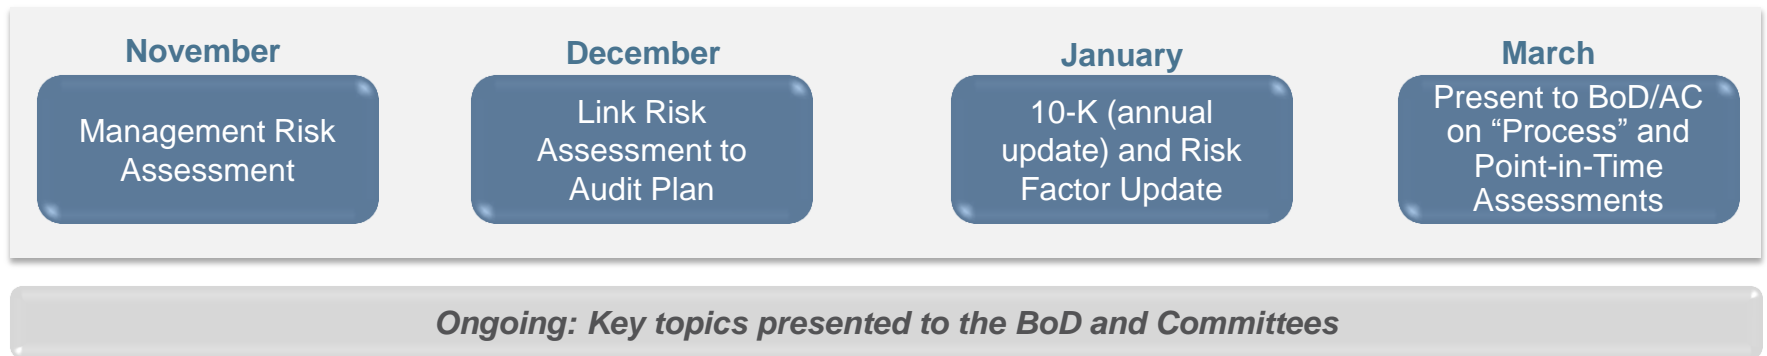 November
Management Risk
Assessment
December
Link Risk
Assessment to
Audit Plan
January
10-K (annual
update) and Risk
Factor Update
March
Present to BoD/AC
on “Process” and
Point-in-Time
Assessments
Ongoing: Key topics presented to the BoD and Committees